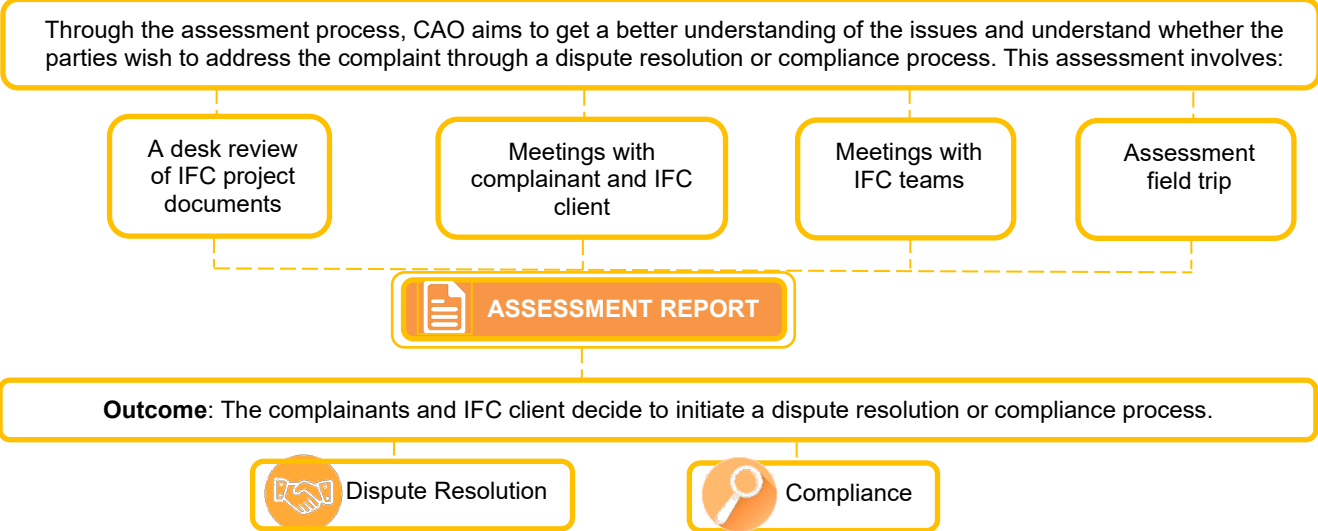 Through the assessment process, CAO aims to get a better understanding of the issues and understand whether the
parties wish to address the complaint through a dispute resolution or compliance process. This assessment involves:
A desk review
of IFC project
documents
Meetings with
complainant and IFC
client
Meetings with
IFC teams
Assessment
field trip
ASSESSMENT REPORT
Outcome: The complainants and IFC client decide to initiate a dispute resolution or compliance process.
Dispute Resolution
Compliance